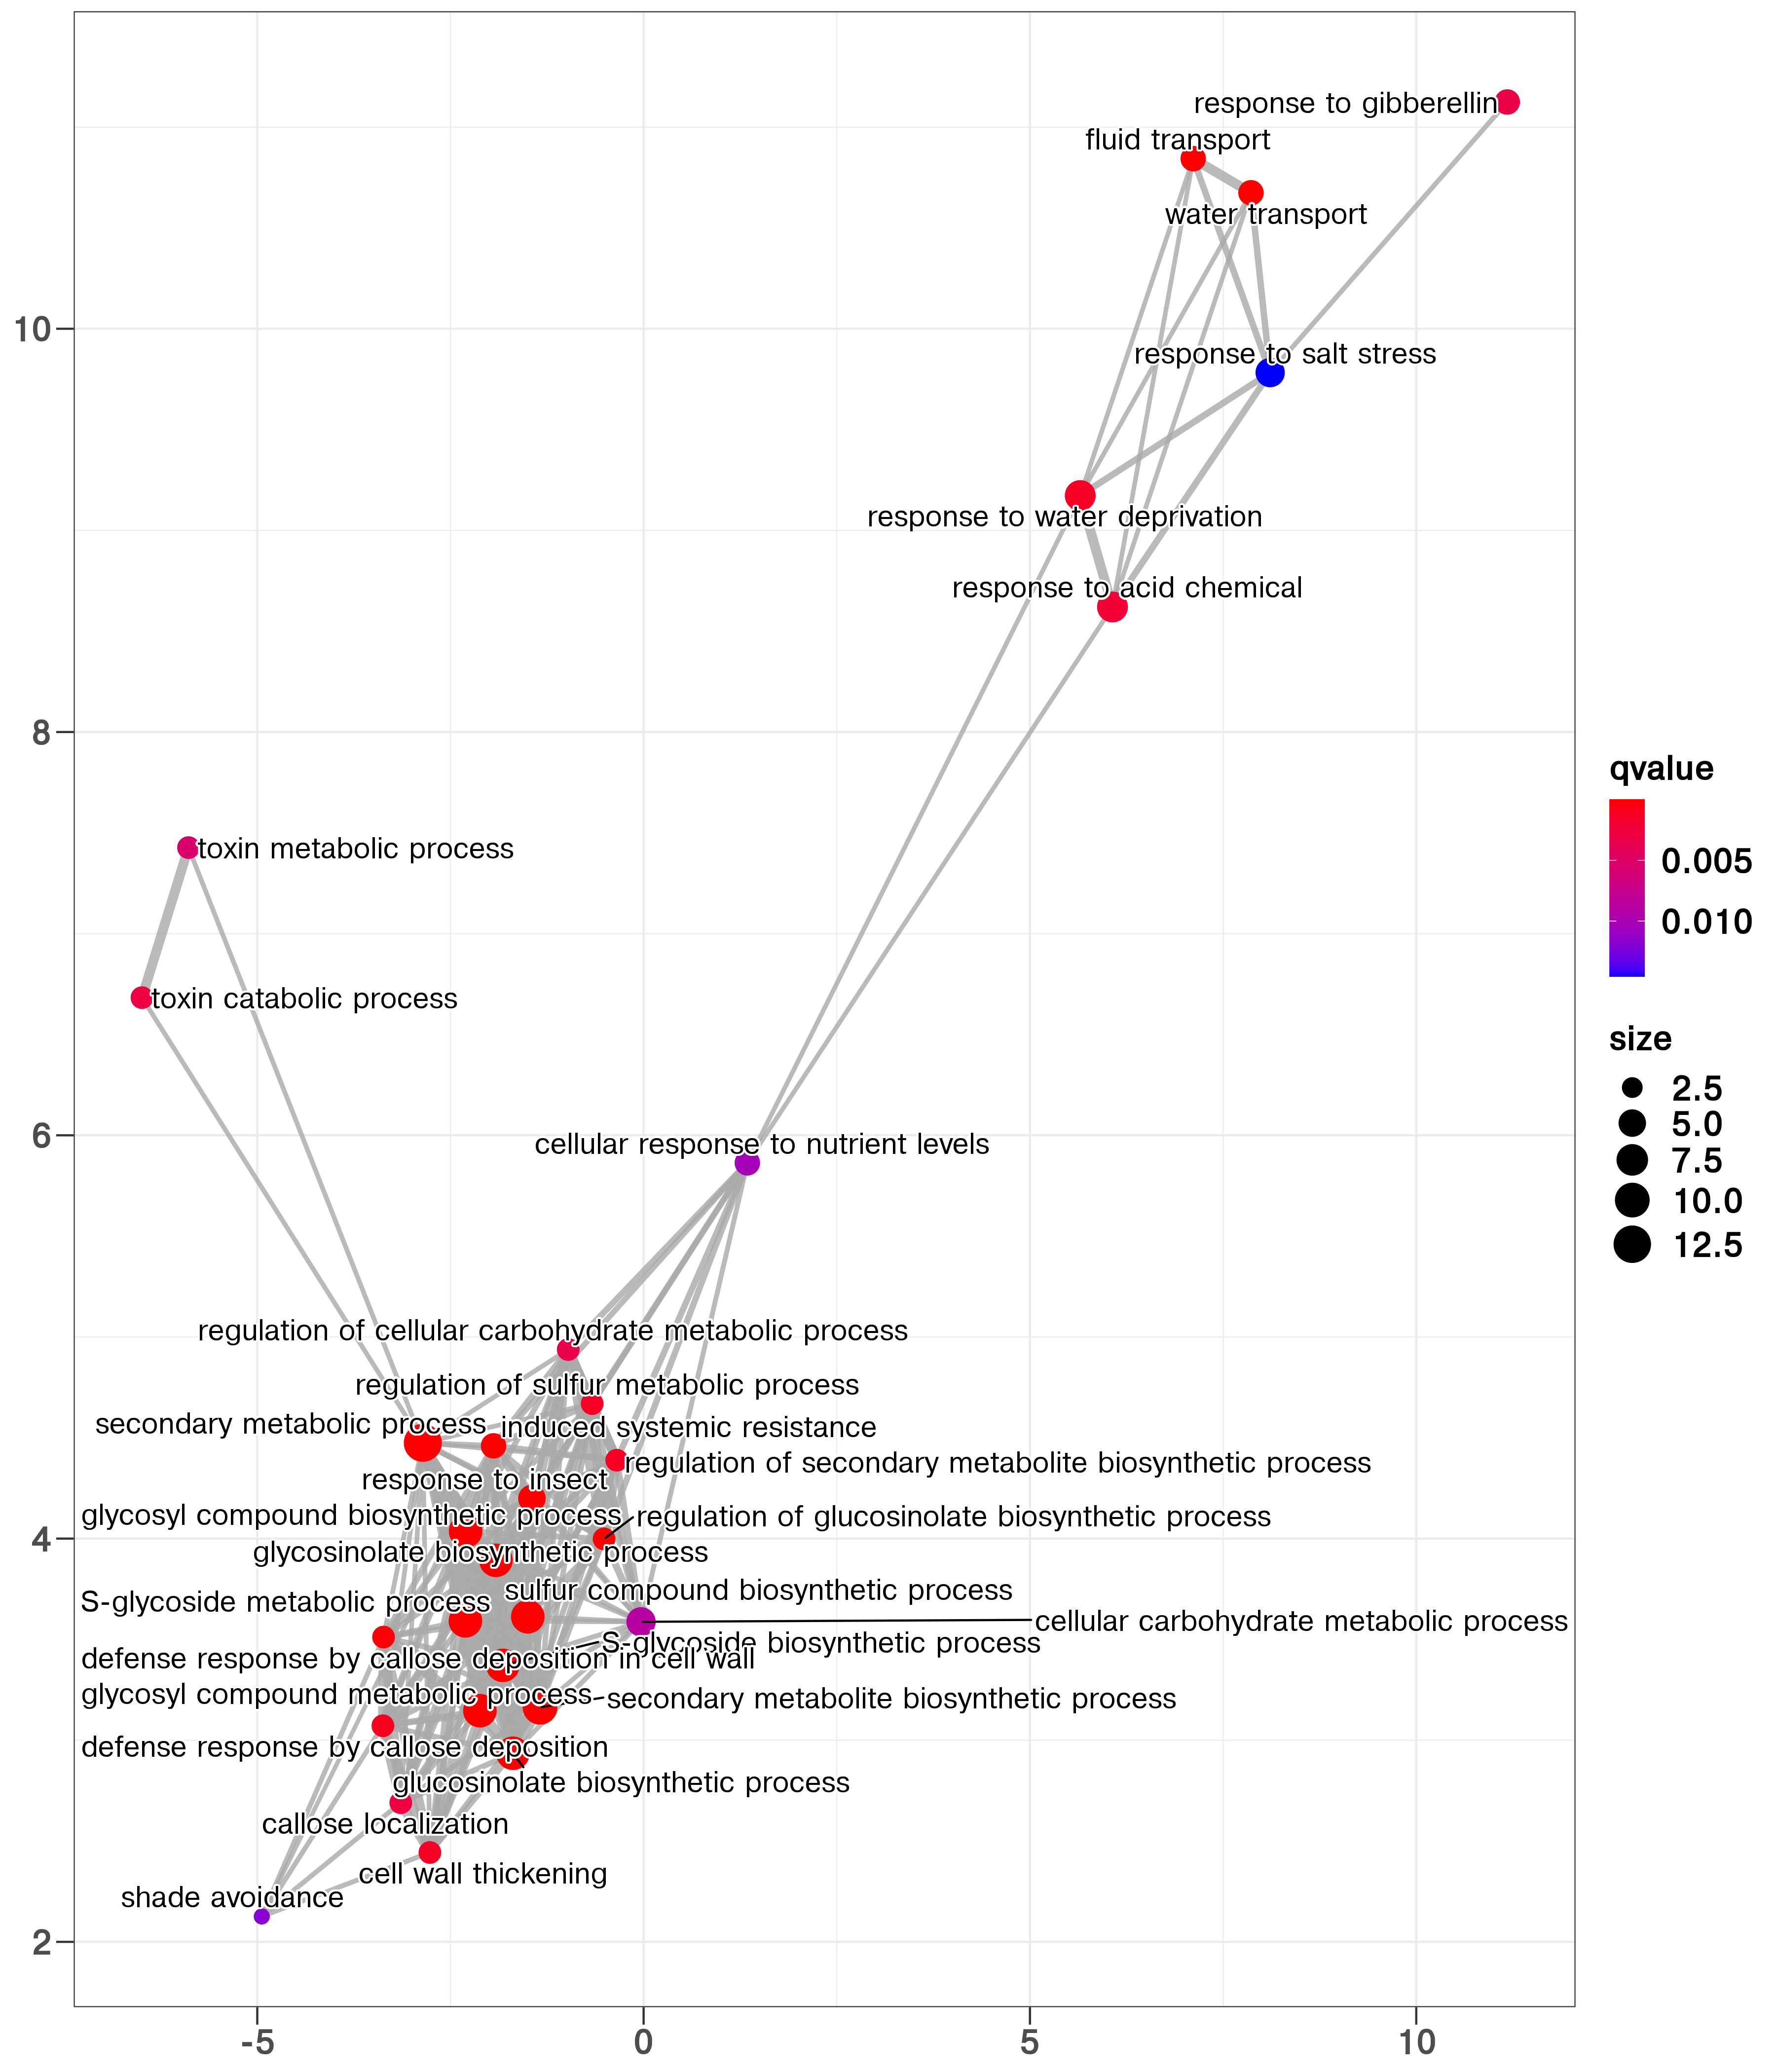 response to gibberellin
fluid transport
water transport
10
response to salt stress
response to water deprivation
response to acid chemical
8
qvalue
toxin metabolic process
0.005
0.010
toxin catabolic process
size
2.5
5.0
7.5
10.0
12.5
6
cellular response to nutrient levels
regulation of cellular carbohydrate metabolic process
regulation of sulfur metabolic process
secondary metabolic process
induced systemic resistance
regulation of secondary metabolite biosynthetic process
response to insect
glycosyl compound biosynthetic process
regulation of glucosinolate biosynthetic process
4
glycosinolate biosynthetic process
sulfur compound biosynthetic process
S-glycoside metabolic process
cellular carbohydrate metabolic process
S-glycoside biosynthetic process
defense response by callose deposition in cell wall
glycosyl compound metabolic process
secondary metabolite biosynthetic process
defense response by callose deposition
glucosinolate biosynthetic process
callose localization
cell wall thickening
shade avoidance
2
-5
0
5
10